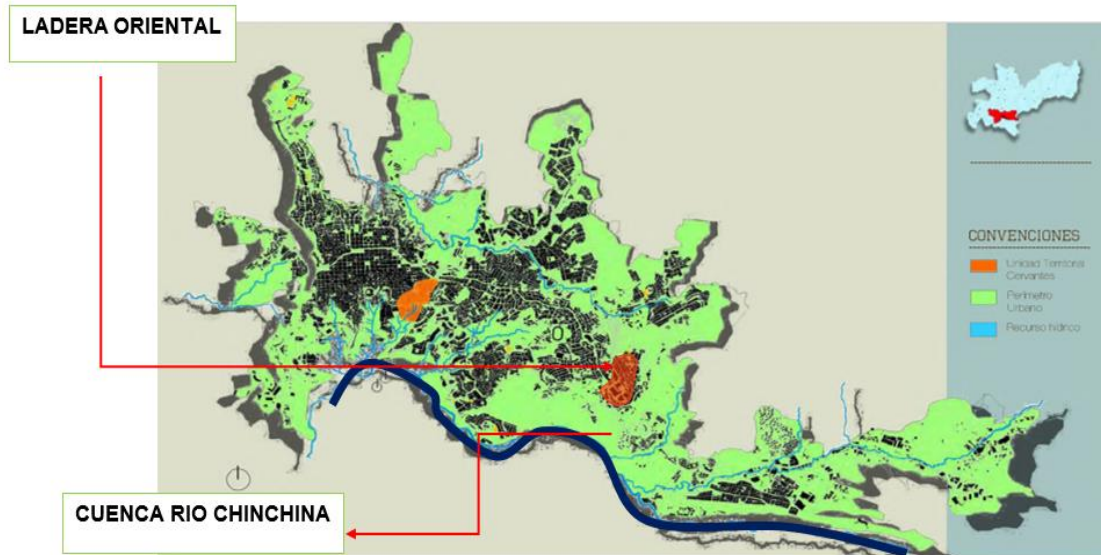 LADERA ORIENTAL
CONVENCIONES
Unidad Territorial
Cervantes
Perímetro
Urbano
Recurso hídrico
CUENCA RIO CHINCHINA